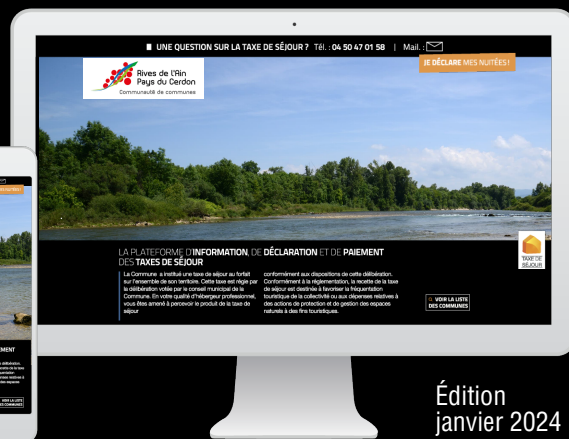 UNE QUESTION SUR LA TAXE DE SÉJOUR ? Tél. : 04 50 47 01 58 | Mail. :
JE DÉCLARE MES NUITÉES !
Rives de l'Ain
Pays du Cerdon
Communauté de communes
LA PLATEFORME D'INFORMATION, DE DÉCLARATION ET DE PAIEMENT
DES TAXES DE SÉJOUR
La Commune a institué une taxe de séjour au forfait
sur l'ensemble de son territoire. Cette taxe est régie par
la délibération votée par le conseil municipal de la
Commune. En votre qualité d'hébergeur professionnel,
vous êtes amené à percevoir le produit de la taxe de
séjour
conformément aux dispositions de cette délibération.
Conformément à la réglementation, la recette de la taxe
de séjour est destinée à favoriser la fréquentation
touristique de la collectivité ou aux dépenses relatives à
des actions de protection et de gestion des espaces
naturels à des fins touristiques.
TAXE DE
SÉJOUR
VOIR LA LISTE
DES COMMUNES
VOIR LA LISTE
DES COMMUNES
Édition
janvier 2024